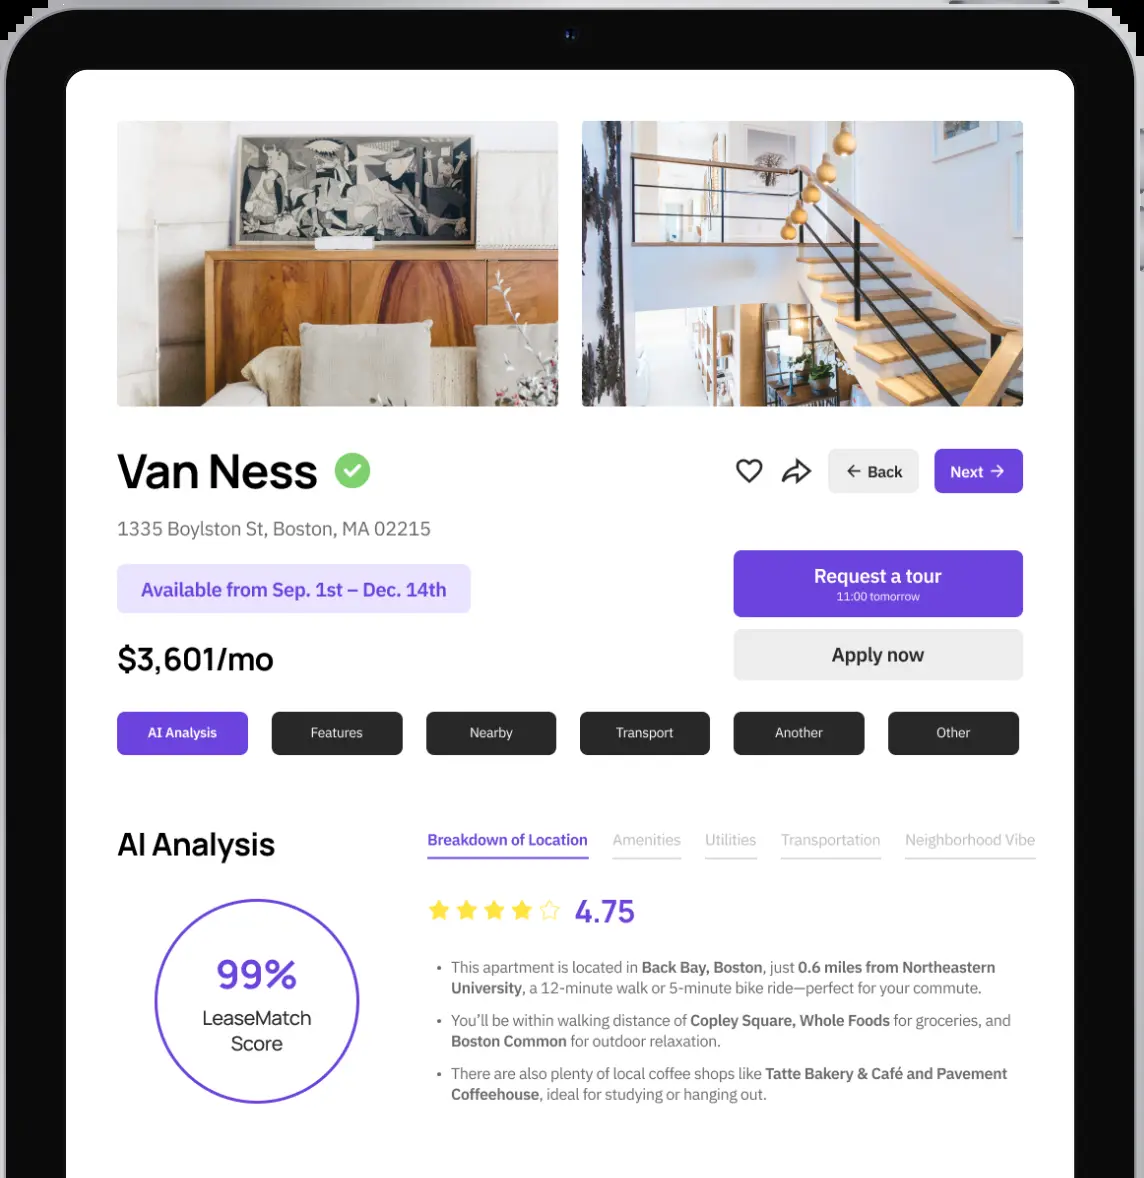 Van Ness
← Back
Next →
1335 Boylston St, Boston, MA 02215
Available from Sep. 1st – Dec. 14th
Request a tour
11:00 tomorrow
$3,601/mo
Apply now
AI Analysis
Features
Nearby
Transport
Another
Other
AI Analysis
Breakdown of Location
Amenities
Utilities
Transportation
Neighborhood Vibe
4.75
99%
LeaseMatch
Score
• This apartment is located in Back Bay, Boston, just 0.6 miles from Northeastern
University, a 12-minute walk or 5-minute bike ride—perfect for your commute.
• You’ll be within walking distance of Copley Square, Whole Foods for groceries, and
Boston Common for outdoor relaxation.
• There are also plenty of local coffee shops like Tatte Bakery & Café and Pavement
Coffeehouse, ideal for studying or hanging out.